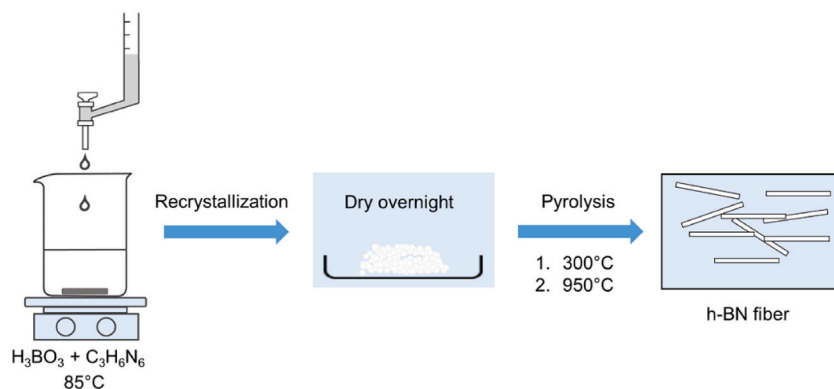 Recrystallization
Dry overnight
Pyrolysis
1. 300°C
2. 950°C
H₃BO₃ + C₃H₆N₆
85°C
h-BN fiber